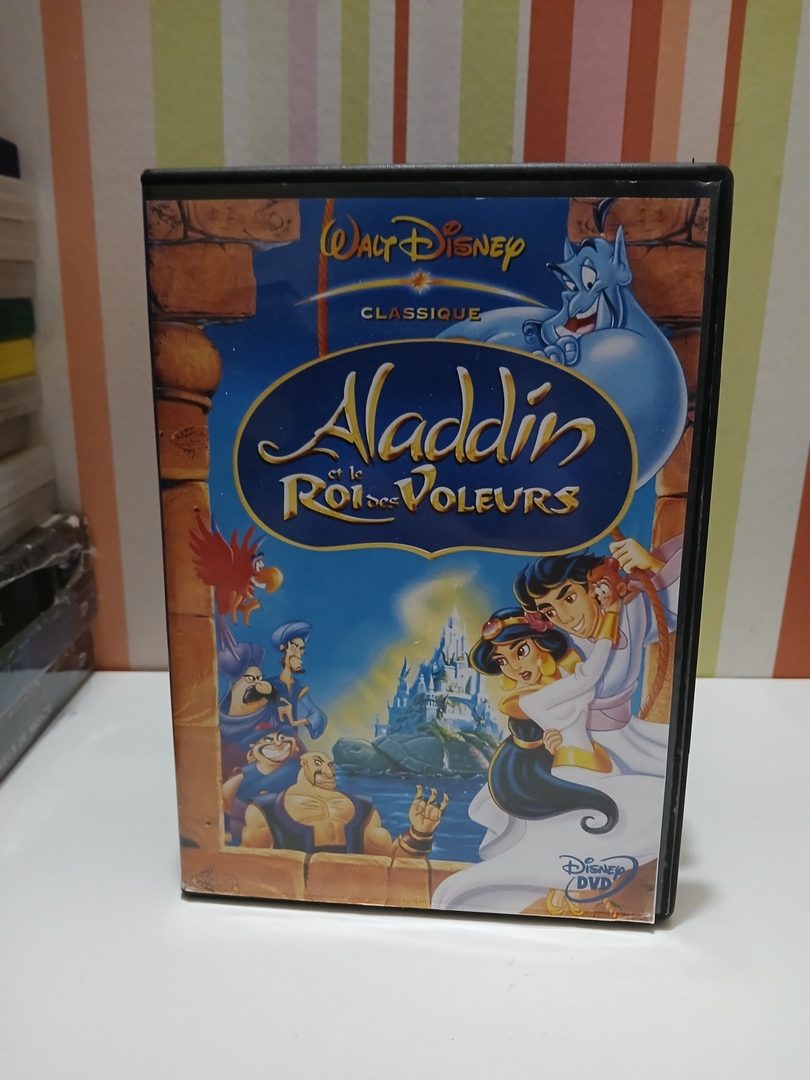 WALT DISNEY
CLASSIQUE
Aladdin
et le
ROI des VOLEURS
DISNEY
DVD